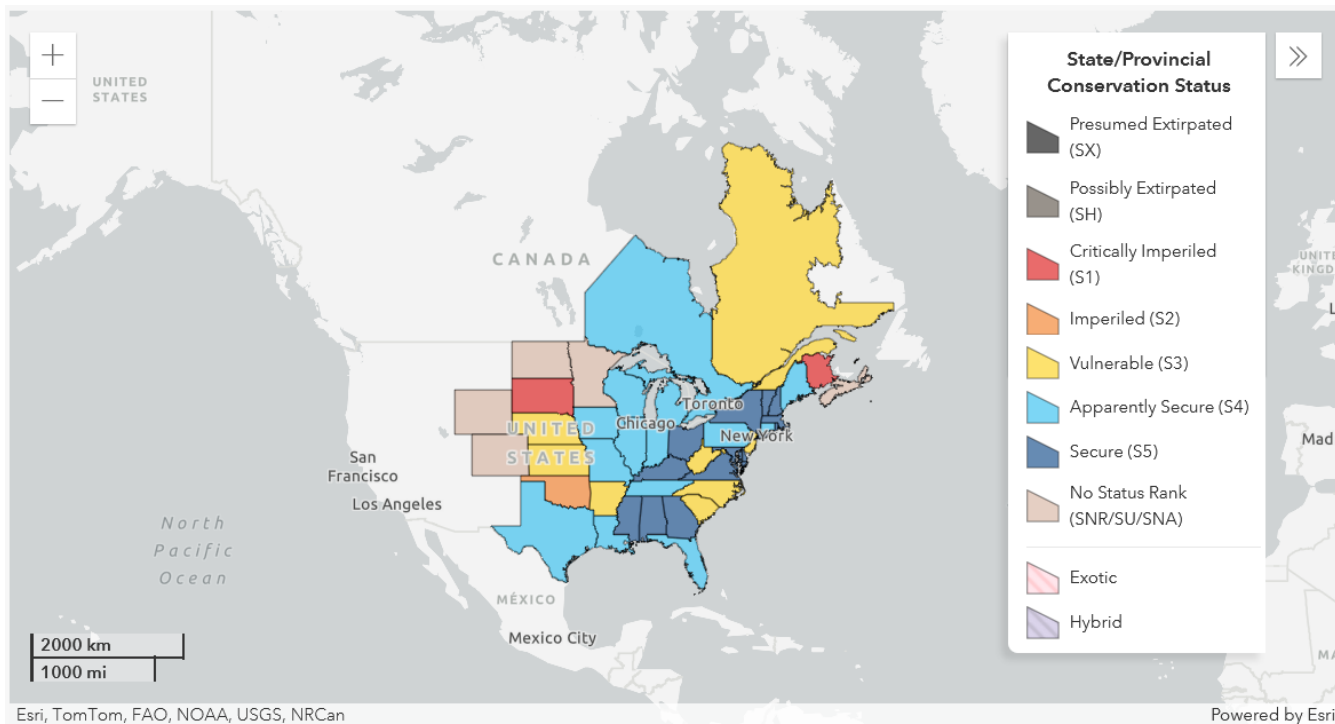 +
−
UNITED
STATES
CANADA
Toronto
Chicago
New York
UNITED
STATES
San
Francisco
Los Angeles
North
Pacific
Ocean
MÉXICO
Mexico City
2000 km
1000 mi
Esri, TomTom, FAO, NOAA, USGS, NRCan
State/Provincial
Conservation Status
Presumed Extirpated
(SX)
Possibly Extirpated
(SH)
Critically Imperiled
(S1)
Imperiled (S2)
Vulnerable (S3)
Apparently Secure (S4)
Secure (S5)
No Status Rank
(SNR/SU/SNA)
Exotic
Hybrid
UNITE
KINGD
L
Mad
MA
Powered by Esri